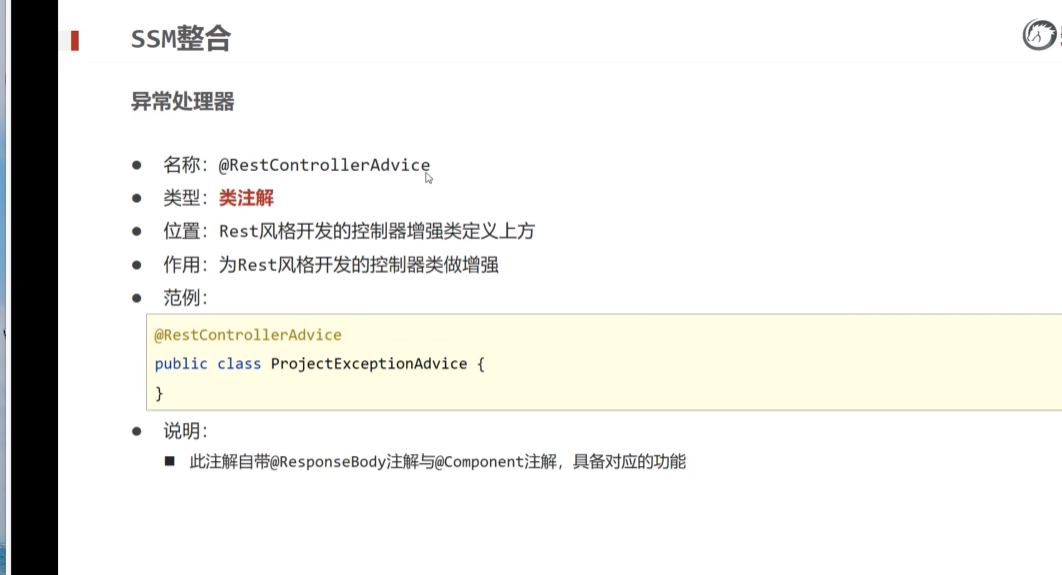 SSM整合
异常处理器
名称：@RestControllerAdvice
类型：类注解
位置：Rest风格开发的控制器增强类定义上方
作用：为Rest风格开发的控制器类做增强
范例：
@RestControllerAdvice
public class ProjectExceptionAdvice {
}
说明：
此注解自带@ResponseBody注解与@Component注解，具备对应的功能